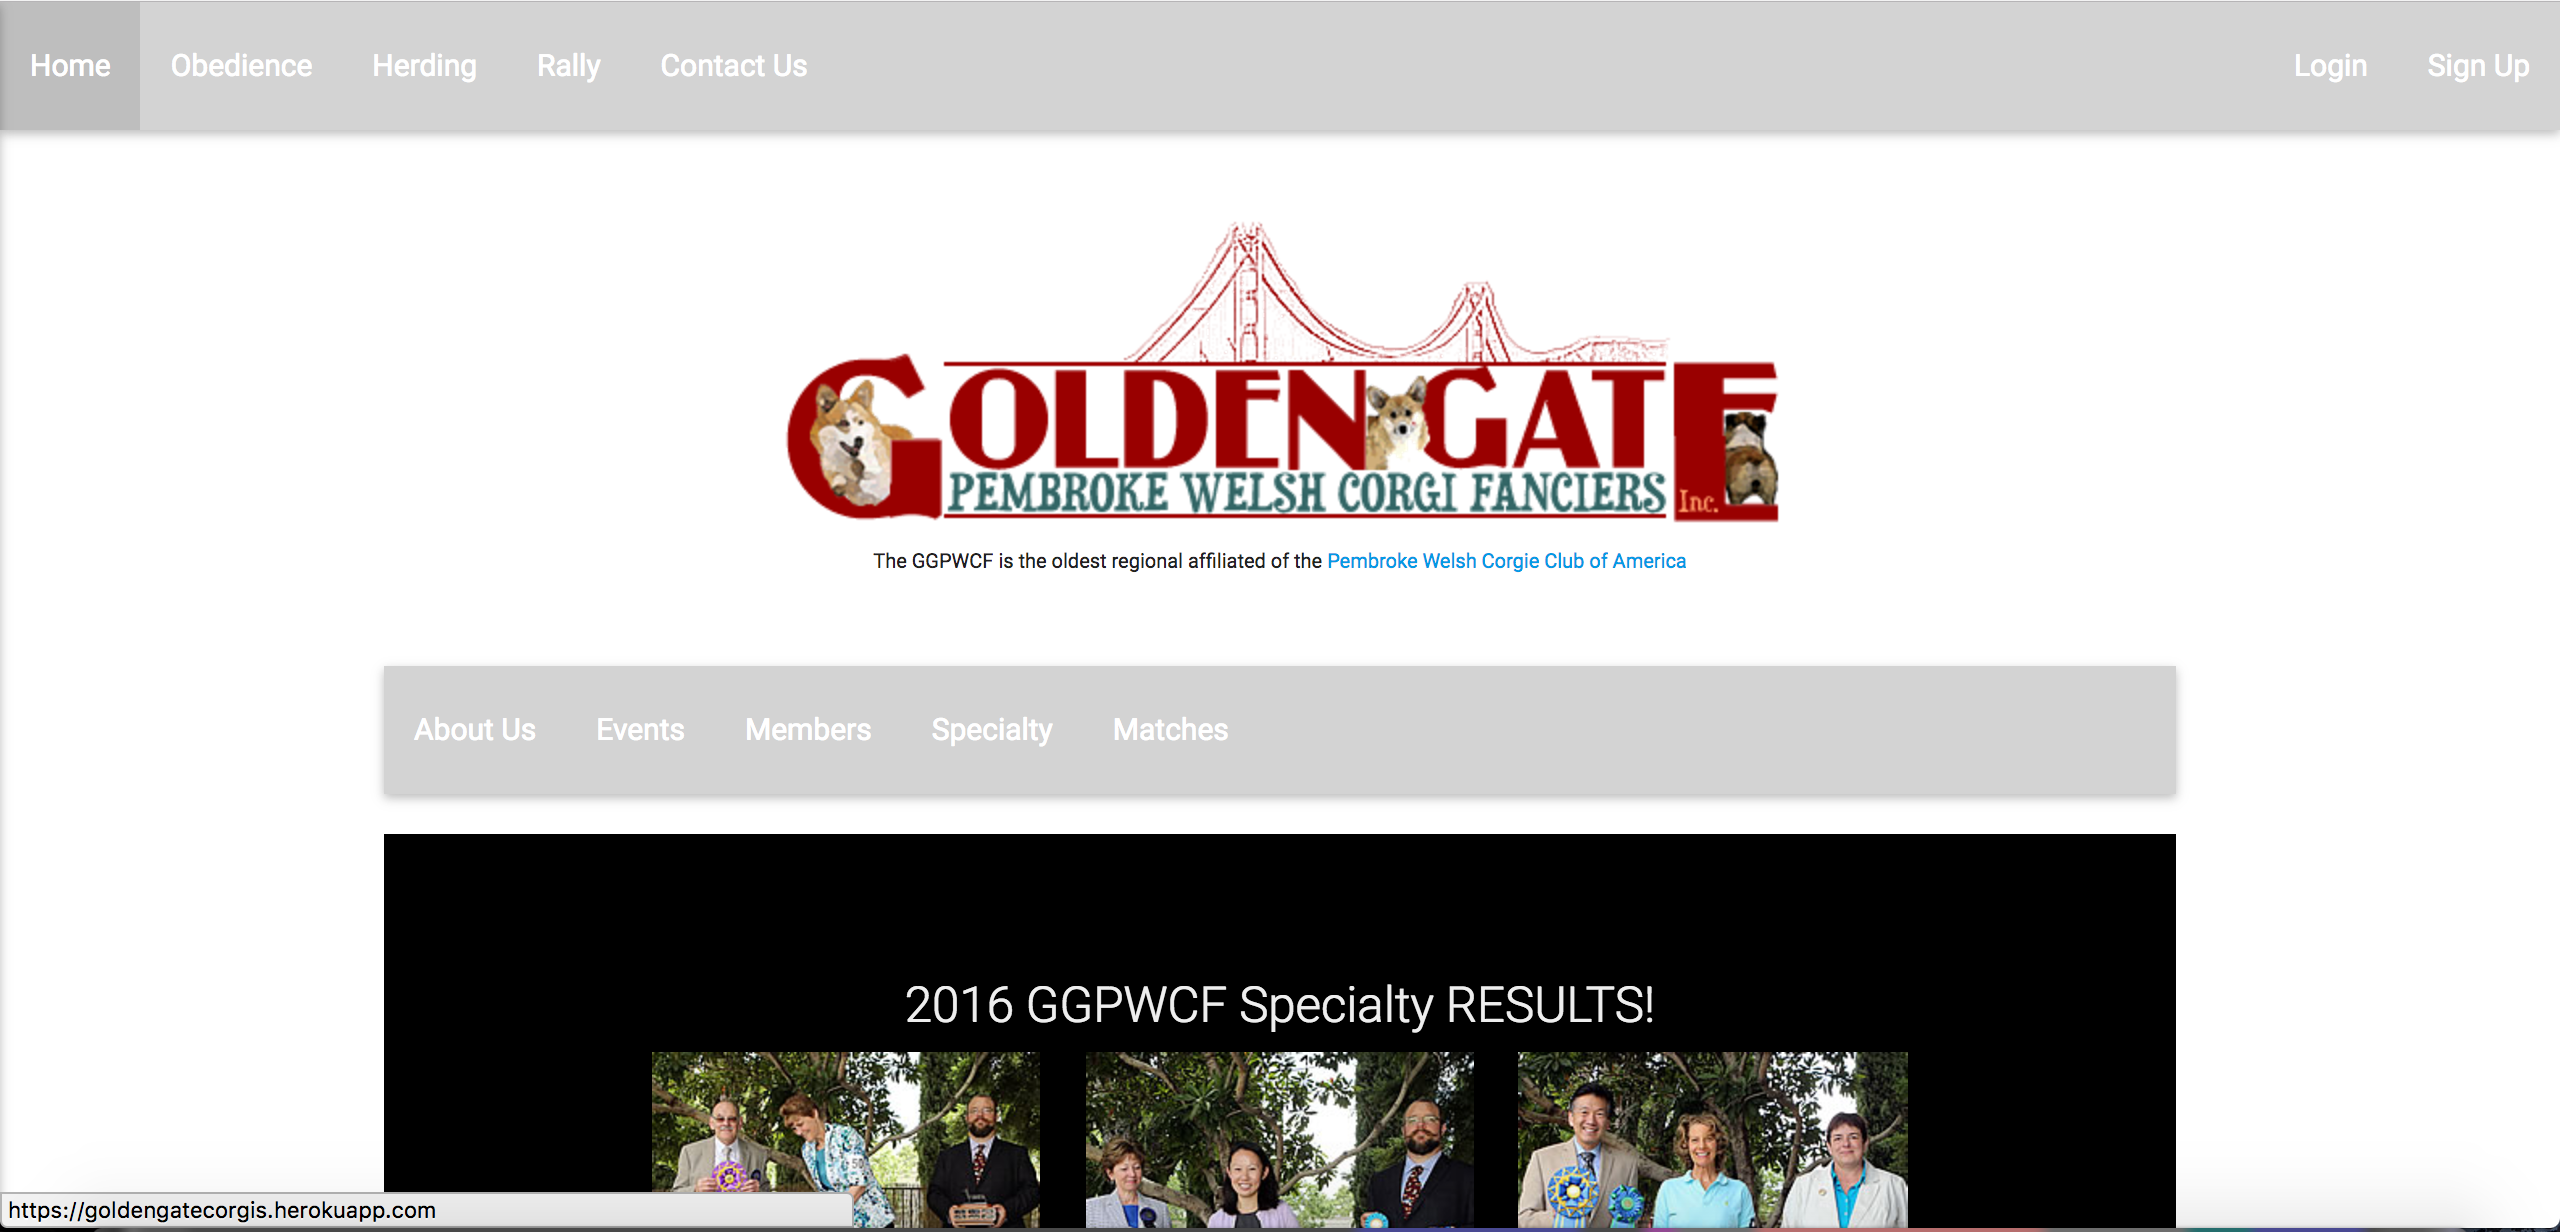 Home Obedience Herding Rally Contact Us Login Sign Up
GOLDEN GATE
PEMBROKE WELSH CORGI FANCIERS Inc.
The GGPWCF is the oldest regional affiliated of the Pembroke Welsh Corgie Club of America
About Us Events Members Specialty Matches
2016 GGPWCF Specialty RESULTS!
https://goldengatecorgis.herokuapp.com